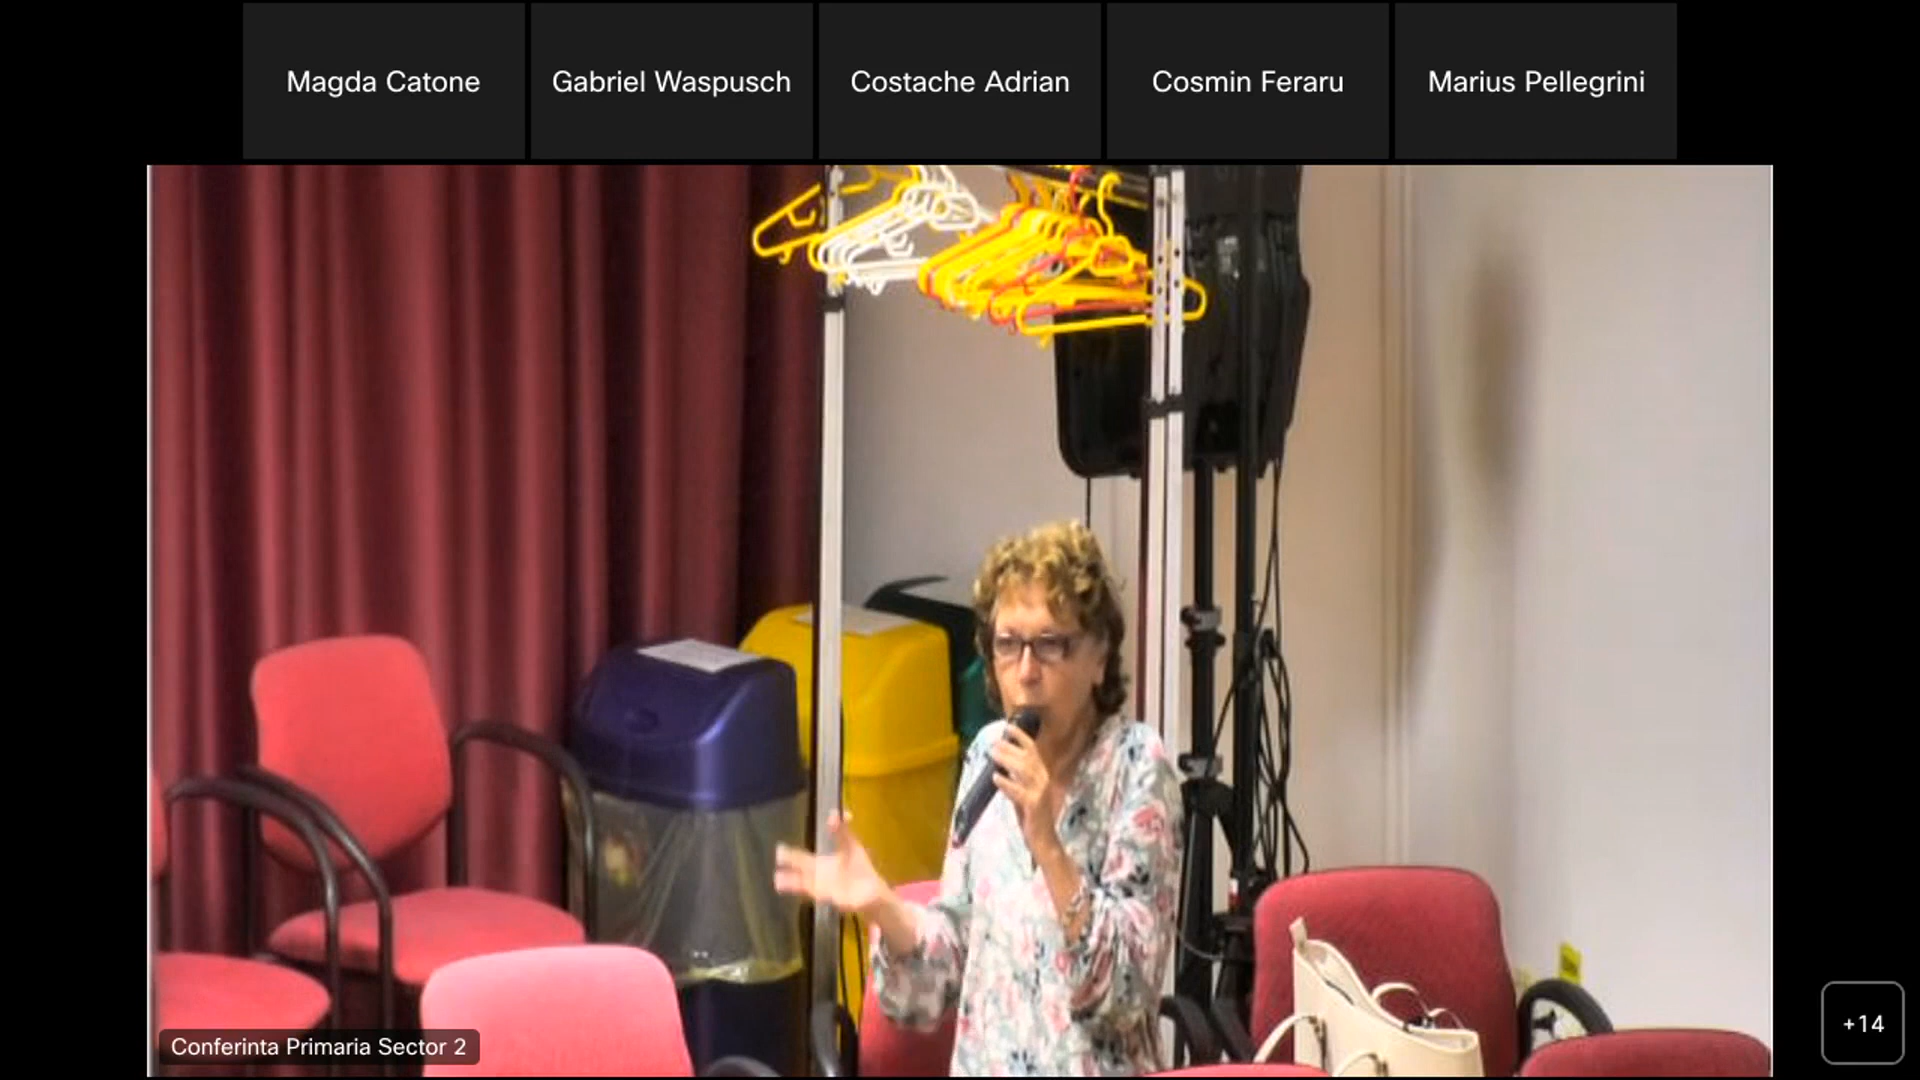 Magda Catone
Gabriel Waspusch
Costache Adrian
Cosmin Feraru
Marius Pellegrini
Conferinta Primaria Sector 2
+14